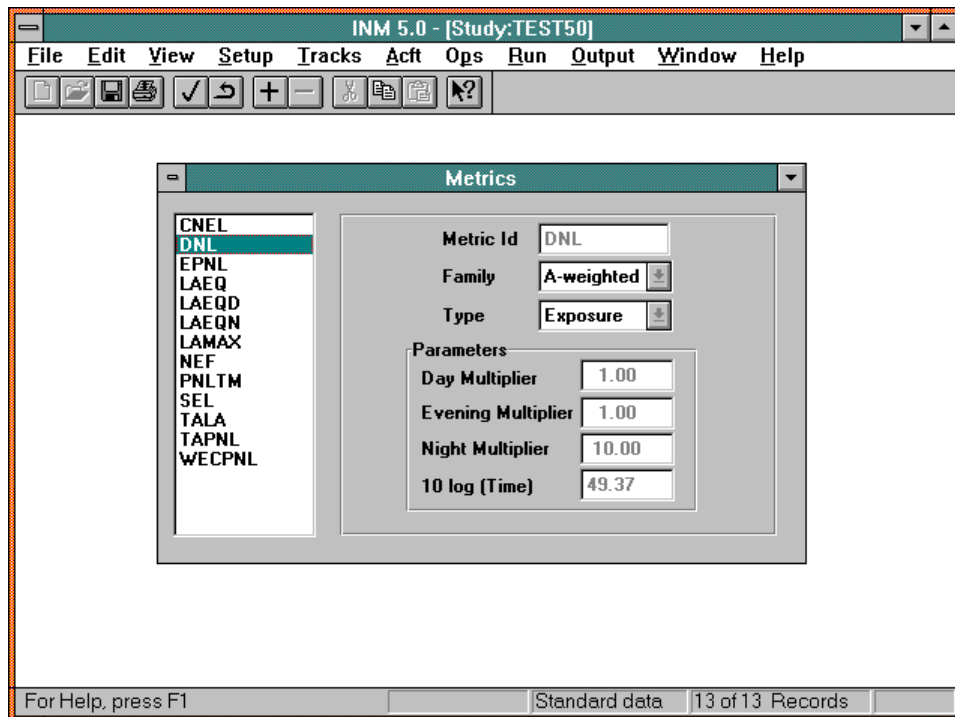 INM 5.0 - [Study:TEST50]
File Edit View Setup Tracks Acft Ops Run Output Window Help
Metrics
CNEL
DNL
EPNL
LAEQ
LAEQD
LAEQN
LAMAX
NEF
PNLTM
SEL
TALA
TAPNL
WECPNL
Metric Id DNL
Family A-weighted
Type Exposure
Parameters
Day Multiplier 1.00
Evening Multiplier 1.00
Night Multiplier 10.00
10 log (Time) 49.37
For Help, press F1 Standard data 13 of 13 Records